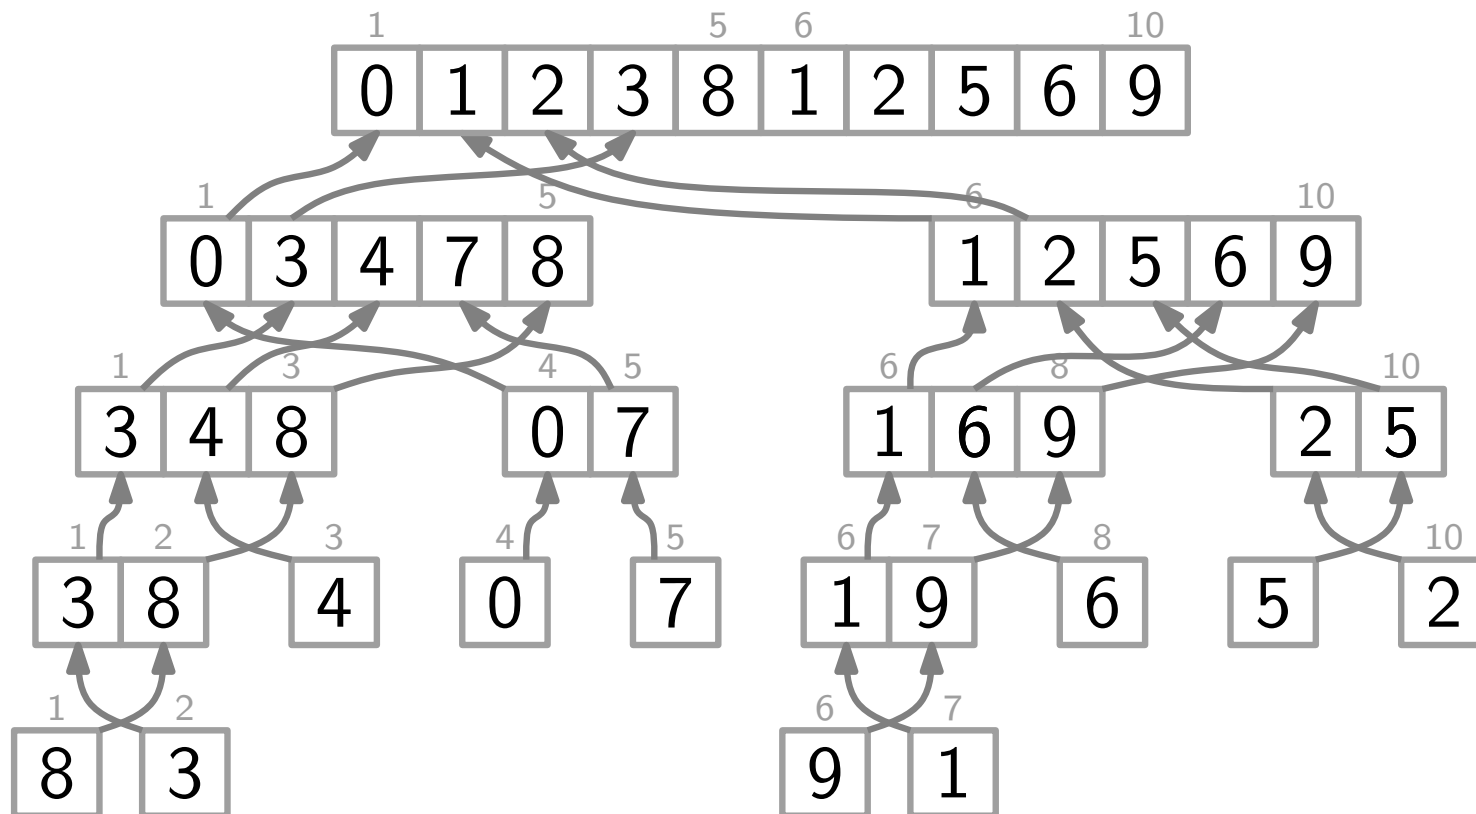 1 5 6 10
0 1 2 3 8 1 2 5 6 9
1 5 6 10
0 3 4 7 8 1 2 5 6 9
1 3 4 5 6 8 10
3 4 8 0 7 1 6 9 2 5
1 2 3 4 5 6 7 8 10
3 8 4 0 7 1 9 6 5 2
1 2 6 7
8 3 9 1